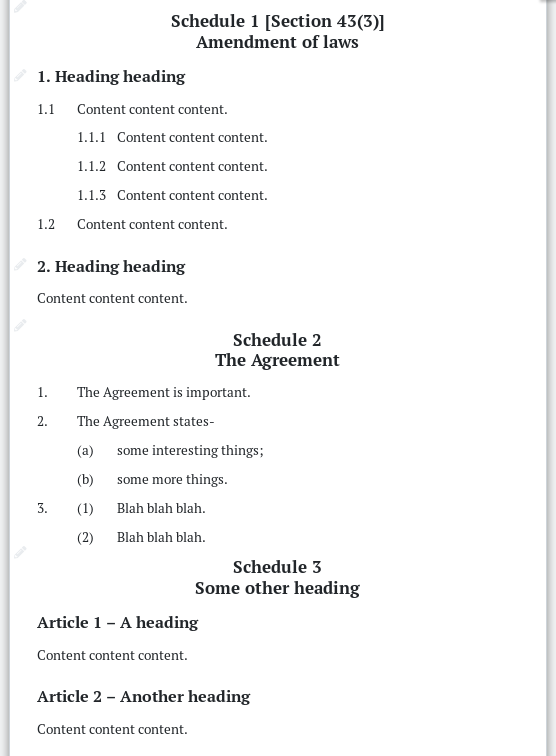 Schedule 1 [Section 43(3)]
Amendment of laws
1. Heading heading
1.1 Content content content.
1.1.1 Content content content.
1.1.2 Content content content.
1.1.3 Content content content.
1.2 Content content content.
2. Heading heading
Content content content.
Schedule 2
The Agreement
1. The Agreement is important.
2. The Agreement states-
(a) some interesting things;
(b) some more things.
3. (1) Blah blah blah.
(2) Blah blah blah.
Schedule 3
Some other heading
Article 1 – A heading
Content content content.
Article 2 – Another heading
Content content content.